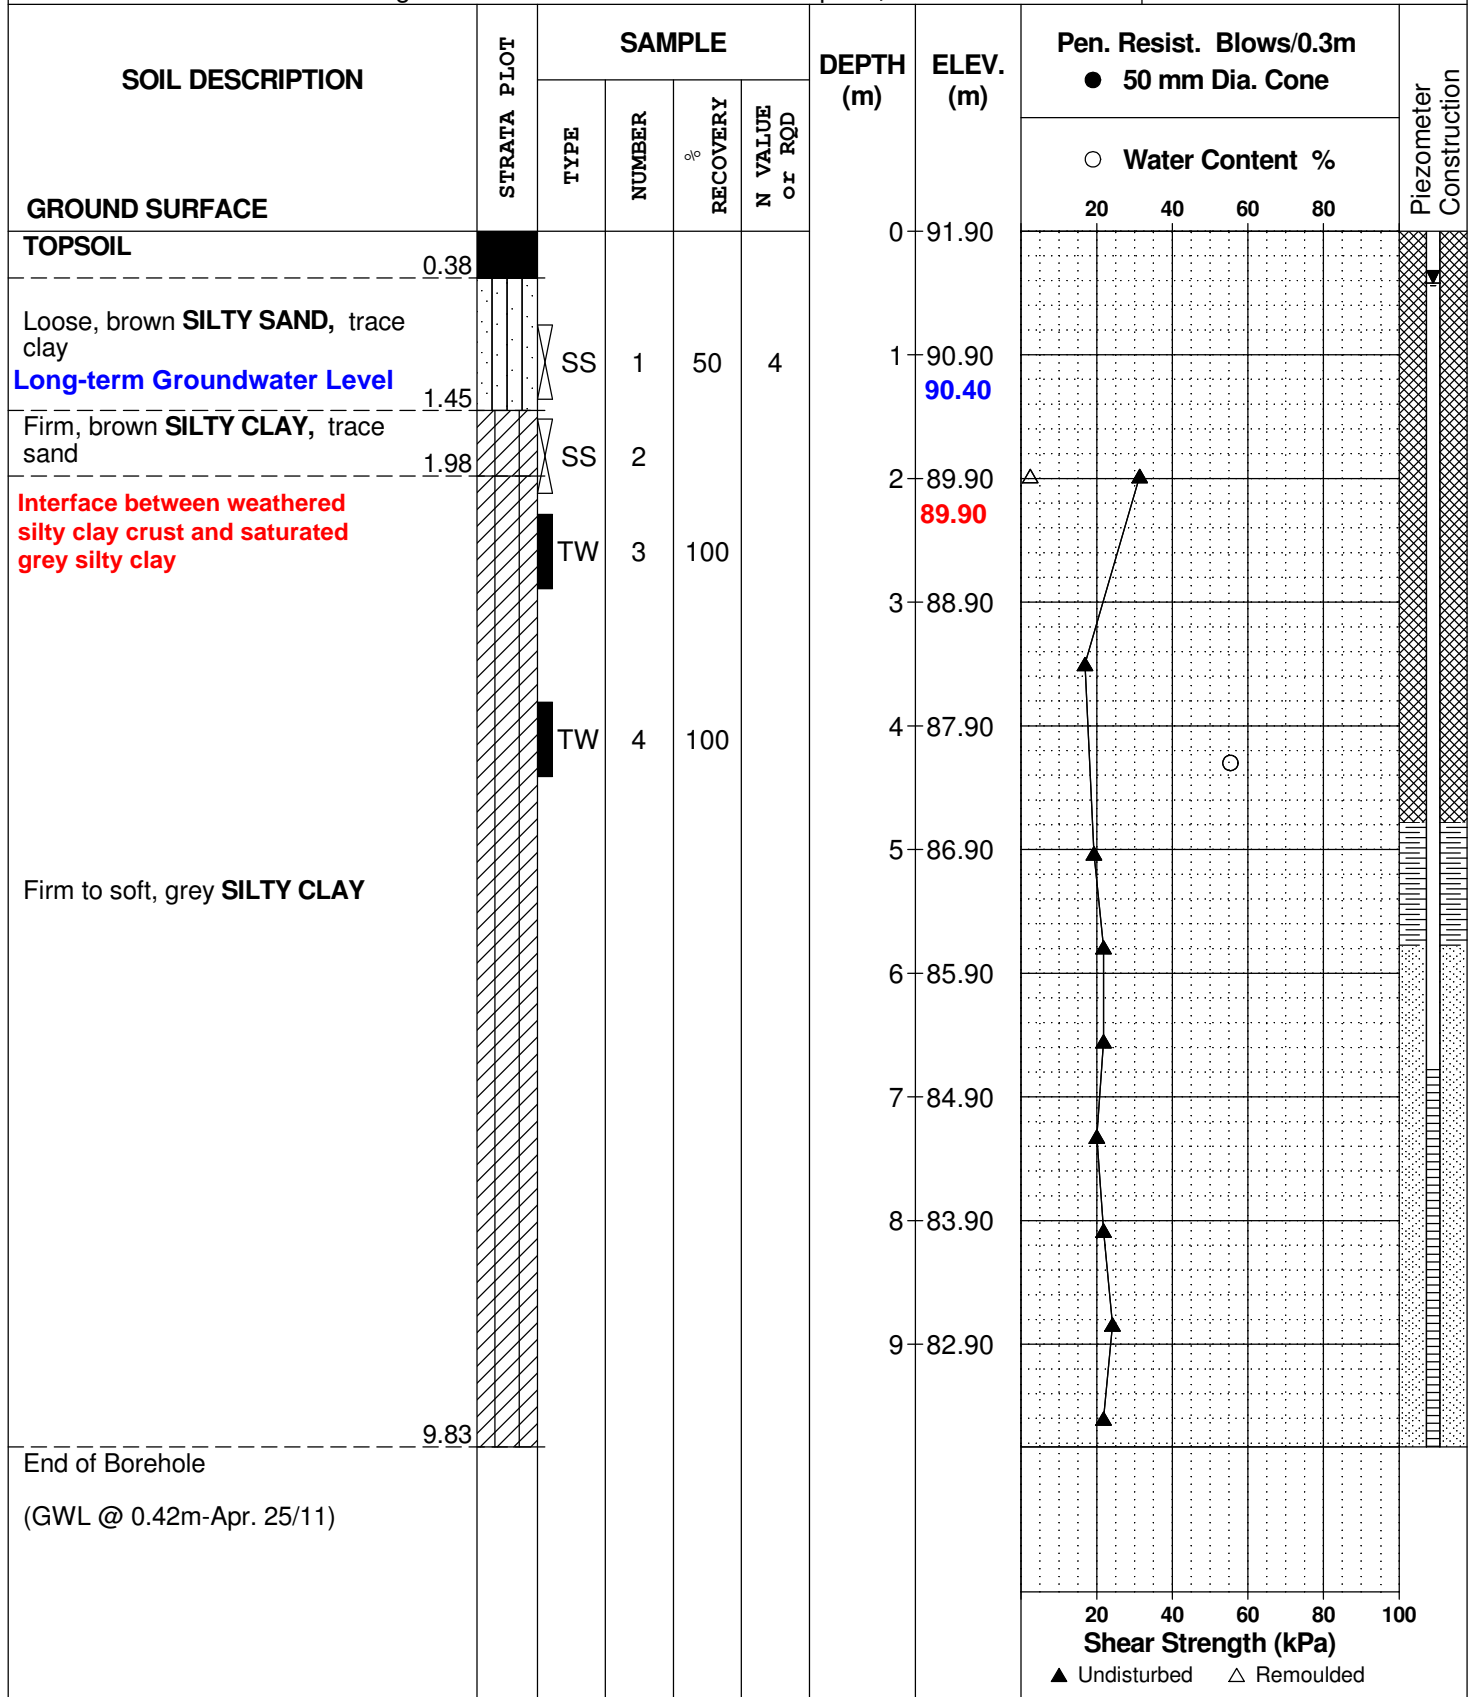 SOIL DESCRIPTION
GROUND SURFACE
STRATA PLOT
SAMPLE
TYPE
NUMBER
%
RECOVERY
N VALUE
or RQD
DEPTH
(m)
ELEV.
(m)
Pen. Resist. Blows/0.3m
● 50 mm Dia. Cone
○ Water Content %
20 40 60 80
Piezometer
Construction
TOPSOIL
0.38
Loose, brown SILTY SAND, trace
clay
Long-term Groundwater Level
1.45
Firm, brown SILTY CLAY, trace
sand
1.98
Interface between weathered
silty clay crust and saturated
grey silty clay
Firm to soft, grey SILTY CLAY
9.83
End of Borehole
(GWL @ 0.42m-Apr. 25/11)
SS 1 50 4
SS 2
TW 3 100
TW 4 100
0 91.90
1 90.90
90.40
2 89.90
89.90
3 88.90
4 87.90
5 86.90
6 85.90
7 84.90
8 83.90
9 82.90
20 40 60 80 100
Shear Strength (kPa)
▲ Undisturbed △ Remoulded